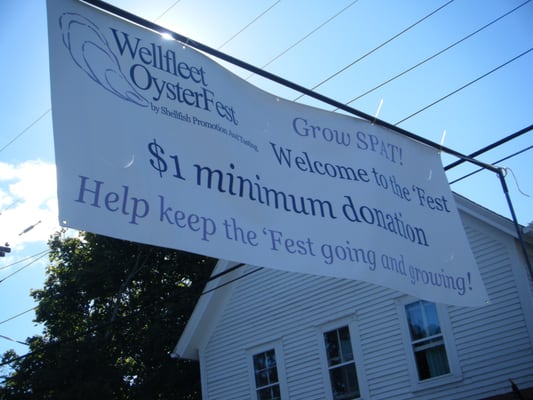 Wellfleet
OysterFest
by Shellfish Promotion And Tasting.
Grow SPAT!
Welcome to the 'Fest
$1 minimum donation
Help keep the 'Fest going and growing!